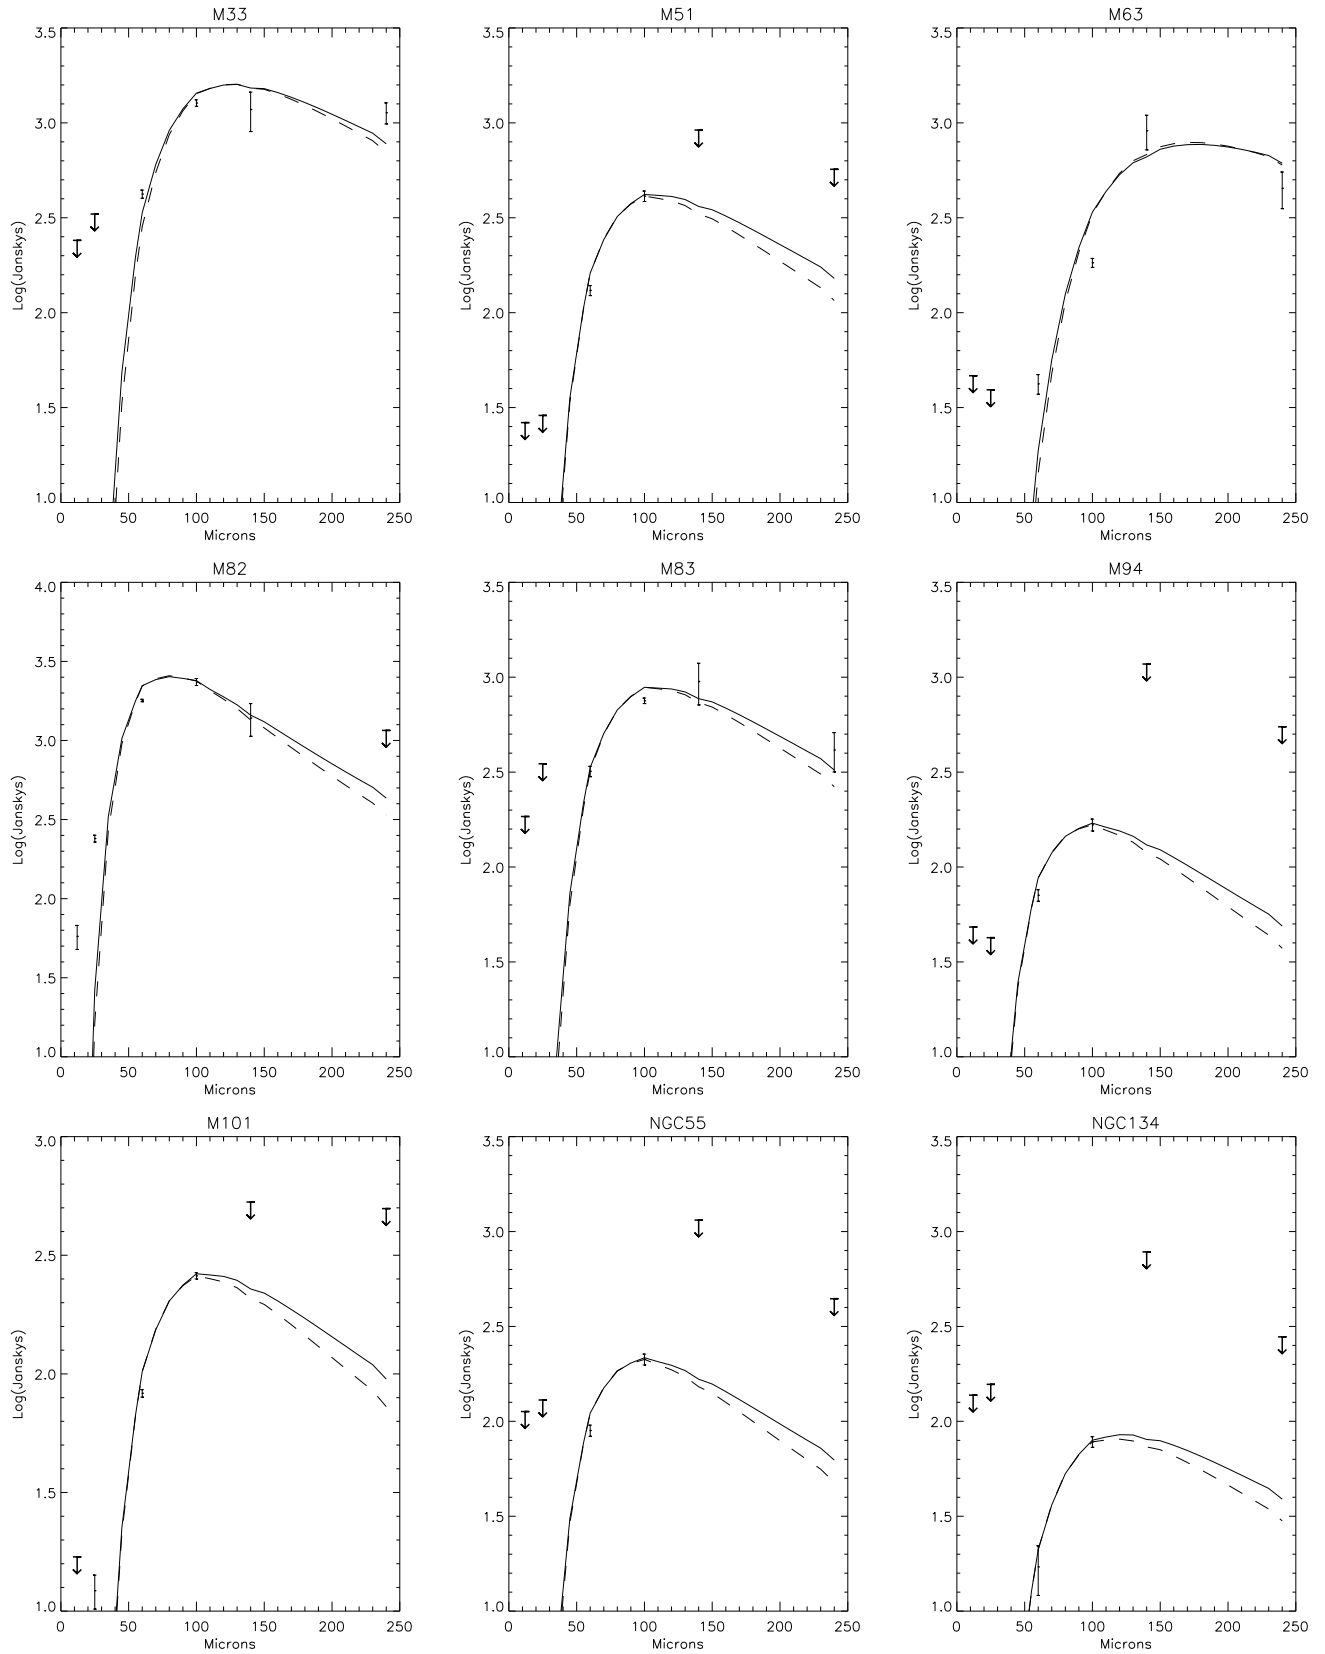 M33 M51 M63
3.5 3.5 3.5
3.0 3.0 3.0
2.5 2.5 2.5
Log(Janskys) Log(Janskys) Log(Janskys)
2.0 2.0 2.0
1.5 1.5 1.5
1.0 1.0 1.0
0 50 100 150 200 250 0 50 100 150 200 250 0 50 100 150 200 250
Microns Microns Microns
M82 M83 M94
4.0 3.5 3.5
3.5 3.0 3.0
3.0 2.5 2.5
Log(Janskys) Log(Janskys) Log(Janskys)
2.5 2.0 2.0
2.0 1.5 1.5
1.5 1.0 1.0
1.0
0 50 100 150 200 250 0 50 100 150 200 250 0 50 100 150 200 250
Microns Microns Microns
M101 NGC55 NGC134
3.0 3.5 3.5
2.5 3.0 3.0
2.0 2.5 2.5
Log(Janskys) Log(Janskys) Log(Janskys)
1.5 2.0 2.0
1.0 1.5 1.5
1.0 1.0
0 50 100 150 200 250 0 50 100 150 200 250 0 50 100 150 200 250
Microns Microns Microns